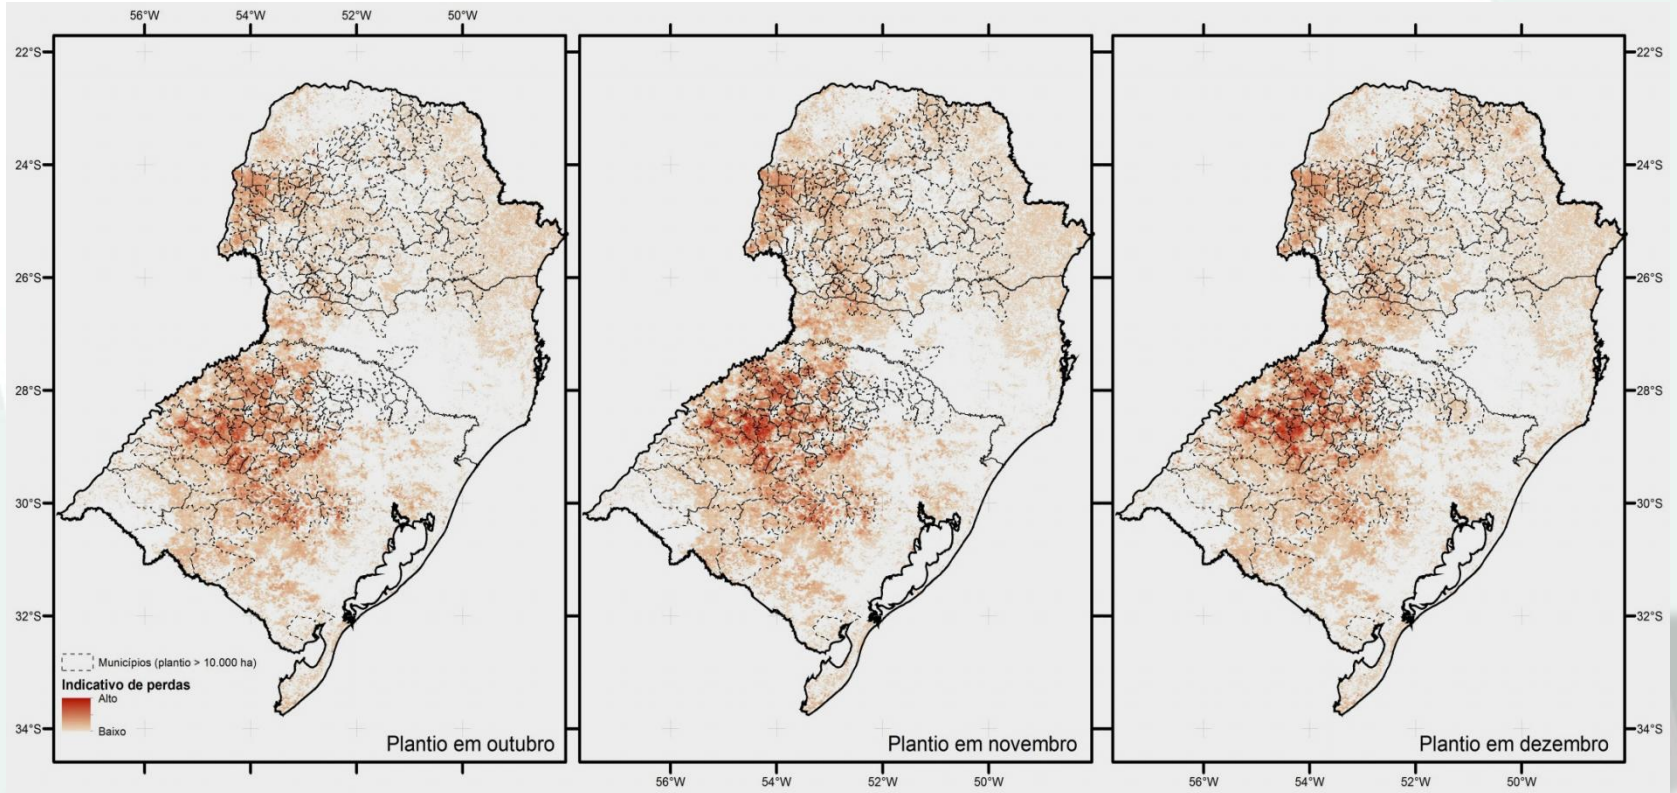 56°W 54°W 52°W 50°W
22°S 22°S
24°S 24°S
26°S 26°S
28°S 28°S
30°S 30°S
32°S 32°S
34°S 34°S
Municípios (plantio > 10.000 ha)
Indicativo de perdas
Alto
Baixo
Plantio em outubro
Plantio em novembro
Plantio em dezembro
56°W 54°W 52°W 50°W 56°W 54°W 52°W 50°W